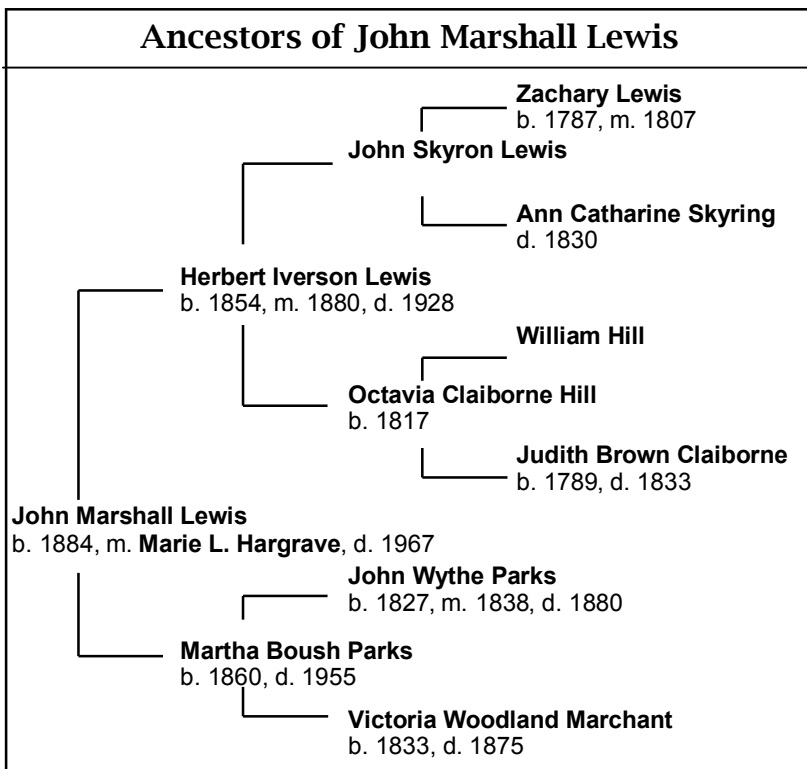 Ancestors of John Marshall Lewis
Zachary Lewis
b. 1787, m. 1807
John Skyron Lewis
Ann Catharine Skyring
d. 1830
Herbert Iverson Lewis
b. 1854, m. 1880, d. 1928
William Hill
Octavia Claiborne Hill
b. 1817
Judith Brown Claiborne
b. 1789, d. 1833
John Marshall Lewis
b. 1884, m. Marie L. Hargrave, d. 1967
John Wythe Parks
b. 1827, m. 1838, d. 1880
Martha Boush Parks
b. 1860, d. 1955
Victoria Woodland Marchant
b. 1833, d. 1875